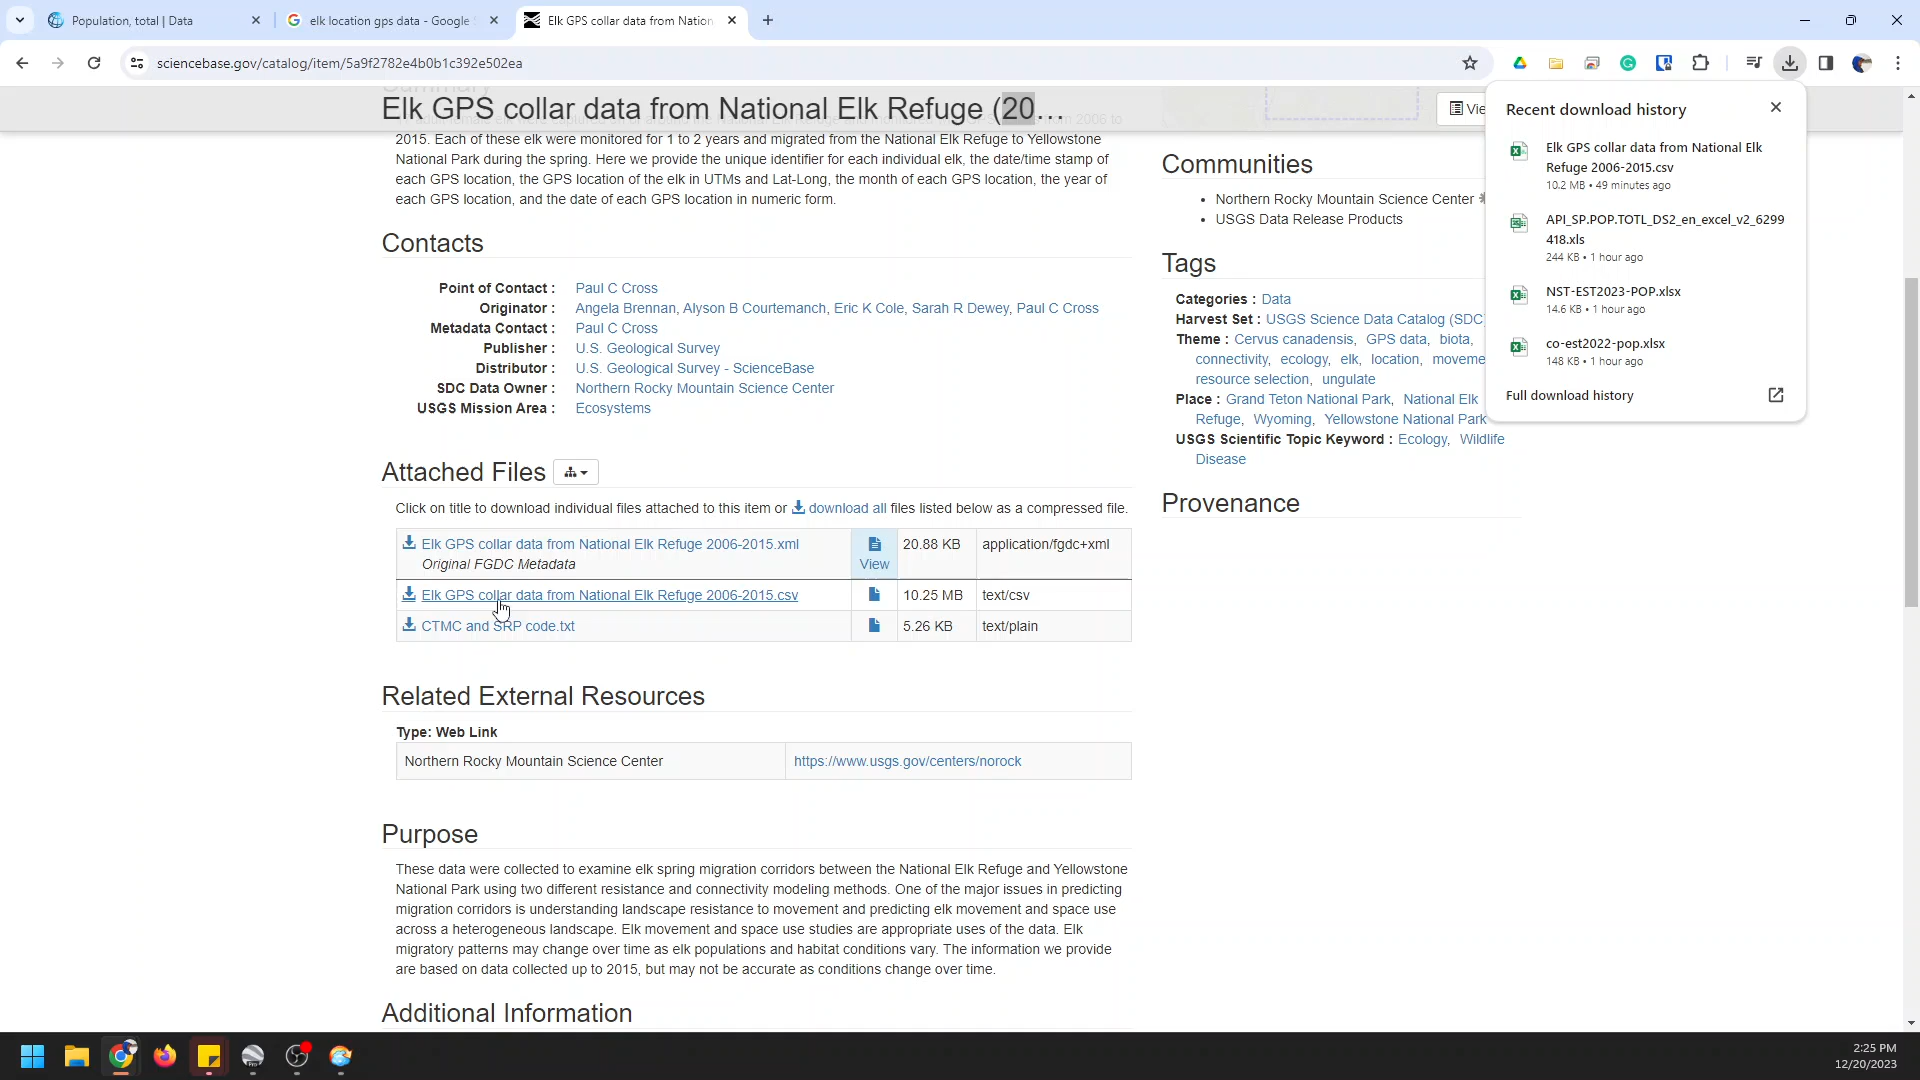 Population, total | Data
elk location gps data - Google
Elk GPS collar data from Nation
sciencebase.gov/catalog/item/5a9f2782e4b0b1c392e502ea
Elk GPS collar data from National Elk Refuge (20...
Vie
2015. Each of these elk were monitored for 1 to 2 years and migrated from the National Elk Refuge to Yellowstone
National Park during the spring. Here we provide the unique identifier for each individual elk, the date/time stamp of
each GPS location, the GPS location of the elk in UTMs and Lat-Long, the month of each GPS location, the year of
each GPS location, and the date of each GPS location in numeric form.
Contacts
Point of Contact : Paul C Cross
Originator : Angela Brennan, Alyson B Courtemanch, Eric K Cole, Sarah R Dewey, Paul C Cross
Metadata Contact : Paul C Cross
Publisher : U.S. Geological Survey
Distributor : U.S. Geological Survey - ScienceBase
SDC Data Owner : Northern Rocky Mountain Science Center
USGS Mission Area : Ecosystems
Attached Files
Click on title to download individual files attached to this item or download all files listed below as a compressed file.
Elk GPS collar data from National Elk Refuge 2006-2015.xml
Original FGDC Metadata
View
20.88 KB
application/fgdc+xml
Elk GPS collar data from National Elk Refuge 2006-2015.csv
10.25 MB
text/csv
CTMC and SRP code.txt
5.26 KB
text/plain
Related External Resources
Type: Web Link
Northern Rocky Mountain Science Center
https://www.usgs.gov/centers/norock
Purpose
These data were collected to examine elk spring migration corridors between the National Elk Refuge and Yellowstone
National Park using two different resistance and connectivity modeling methods. One of the major issues in predicting
migration corridors is understanding landscape resistance to movement and predicting elk movement and space use
across a heterogeneous landscape. Elk movement and space use studies are appropriate uses of the data. Elk
migratory patterns may change over time as elk populations and habitat conditions vary. The information we provide
are based on data collected up to 2015, but may not be accurate as conditions change over time.
Additional Information
Communities
• Northern Rocky Mountain Science Center
• USGS Data Release Products
Tags
Categories : Data
Harvest Set : USGS Science Data Catalog (SDC
Theme : Cervus canadensis, GPS data, biota,
connectivity, ecology, elk, location, moveme
resource selection, ungulate
Place : Grand Teton National Park, National Elk
Refuge, Wyoming, Yellowstone National Park
USGS Scientific Topic Keyword : Ecology, Wildlife
Disease
Provenance
Recent download history
Elk GPS collar data from National Elk
Refuge 2006-2015.csv
10.2 MB • 49 minutes ago
API_SP.POP.TOTL_DS2_en_excel_v2_6299
418.xls
244 KB • 1 hour ago
NST-EST2023-POP.xlsx
14.6 KB • 1 hour ago
co-est2022-pop.xlsx
148 KB • 1 hour ago
Full download history
2:25 PM
12/20/2023